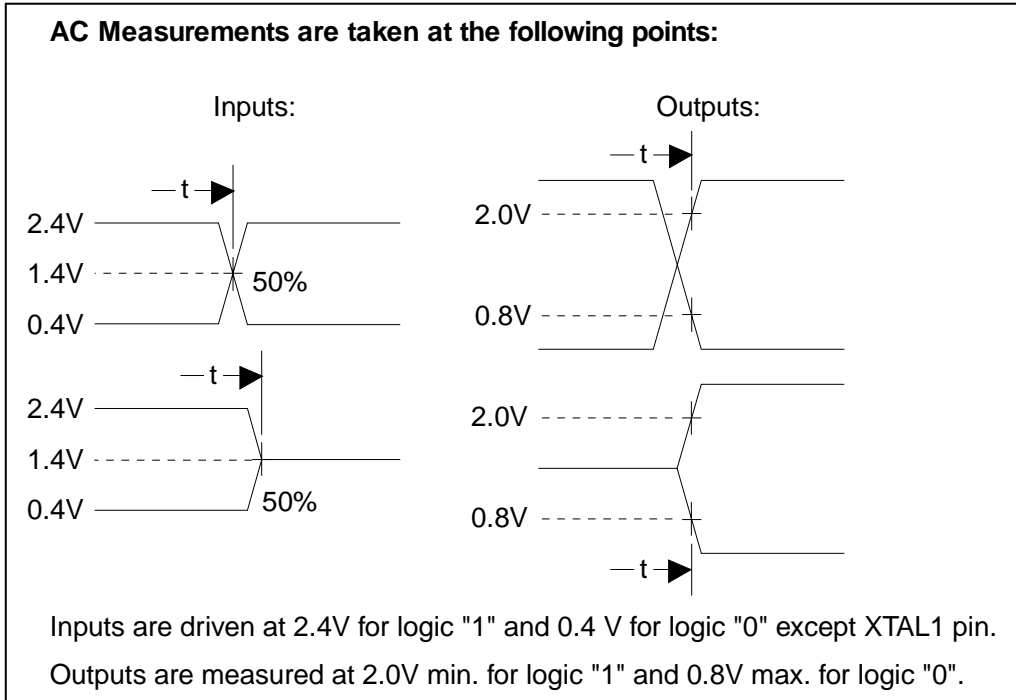 AC Measurements are taken at the following points:
Inputs:
t
2.4V
1.4V
50%
0.4V
t
2.4V
1.4V
0.4V
50%
Outputs:
t
2.0V
0.8V
2.0V
0.8V
t
Inputs are driven at 2.4V for logic "1" and 0.4 V for logic "0" except XTAL1 pin.
Outputs are measured at 2.0V min. for logic "1" and 0.8V max. for logic "0".